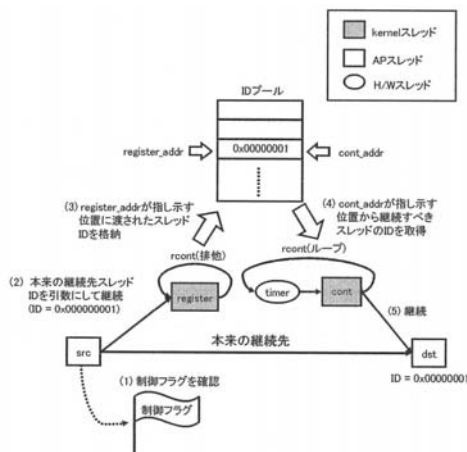 kernelスレッド
APスレッド
H/Wスレッド
IDプール
register_addr
0x00000001
cont_addr
(3) register_addrが指し示す
位置に渡されたスレッド
IDを格納
(4) cont_addrが指し示す
位置から継続すべき
スレッドのIDを取得
rcont(排他)
rcont(ループ)
(2) 本来の継続先スレッド
IDを引数にして継続
(ID = 0x000000001)
register
timer
cont
(5) 継続
本来の継続先
src
dst
ID = 0x00000001
(1) 制御フラグを確認
制御フラグ